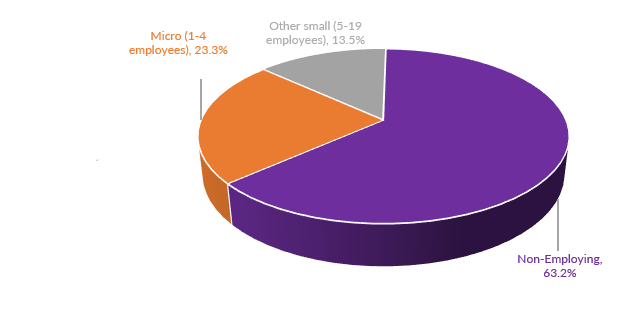 Other small (5-19
employees), 13.5%
Micro (1-4
employees), 23.3%
Non-Employing,
63.2%